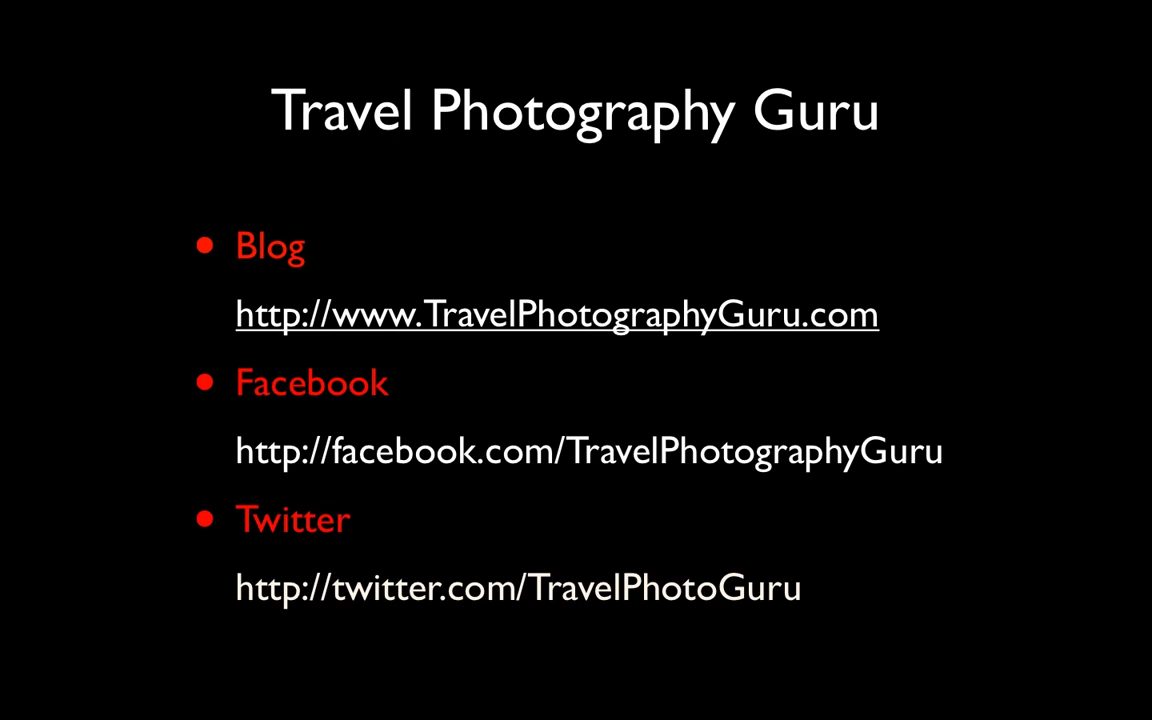 Travel Photography Guru
• Blog
http://www.TravelPhotographyGuru.com
• Facebook
http://facebook.com/TravelPhotographyGuru
• Twitter
http://twitter.com/TravelPhotoGuru